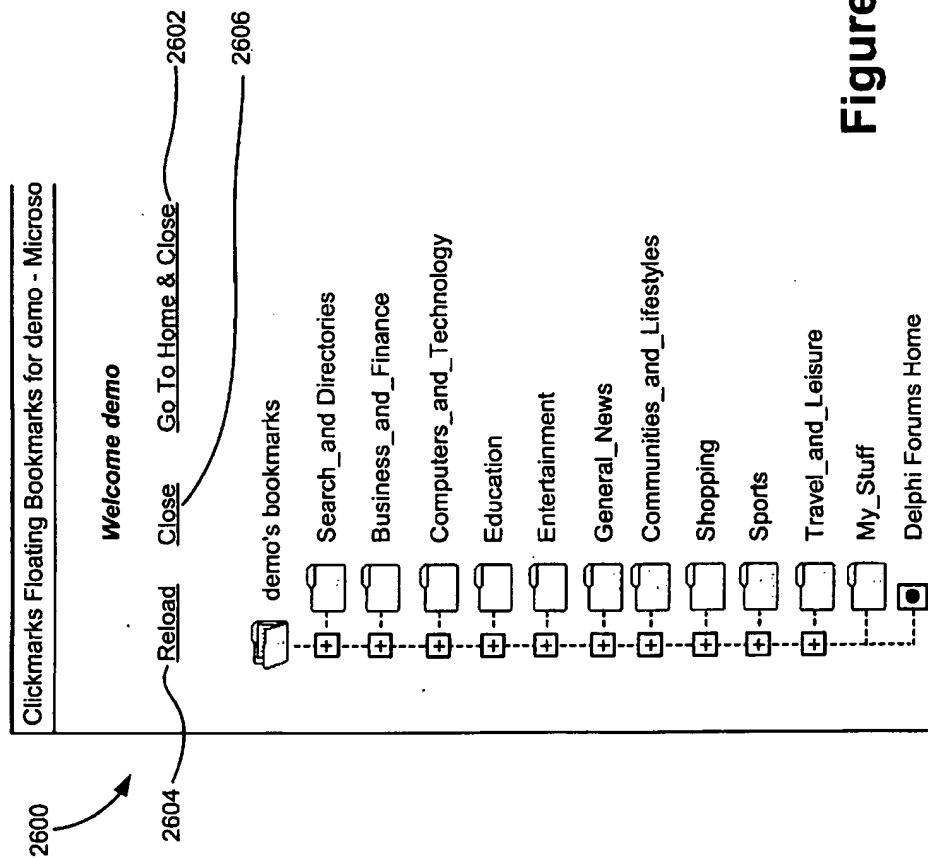 Clickmarks Floating Bookmarks for demo - Microso
2600
Welcome demo
Reload Close Go To Home & Close
2602
2604
2606
demo's bookmarks
Search_and Directories
Business_and_Finance
Computers_and_Technology
Education
Entertainment
General_News
Communities_and_Lifestyles
Shopping
Sports
Travel_and_Leisure
My_Stuff
Delphi Forums Home
Figure